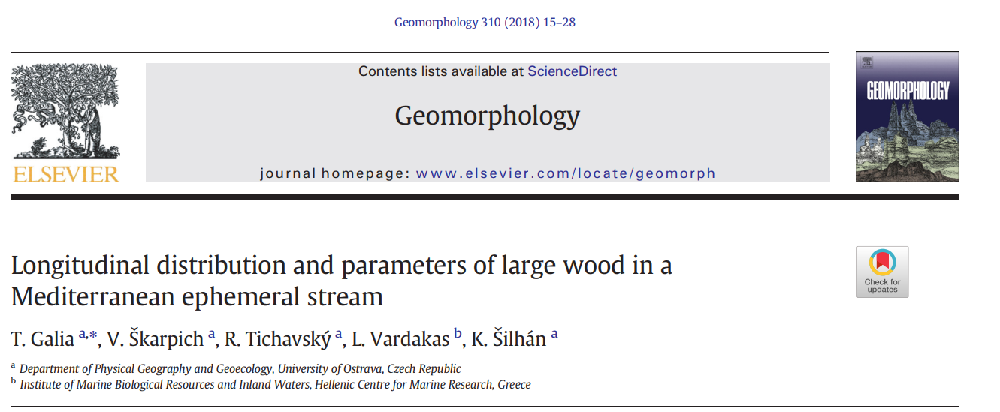 Geomorphology 310 (2018) 15–28
Contents lists available at ScienceDirect
Geomorphology
journal homepage: www.elsevier.com/locate/geomorph
ELSEVIER
GEOMORPHOLOGY
Longitudinal distribution and parameters of large wood in a
Mediterranean ephemeral stream
Check for
updates
T. Galia a,*, V. Škarpich a, R. Tichavský a, L. Vardakas b, K. Šilhán a
a Department of Physical Geography and Geoecology, University of Ostrava, Czech Republic
b Institute of Marine Biological Resources and Inland Waters, Hellenic Centre for Marine Research, Greece